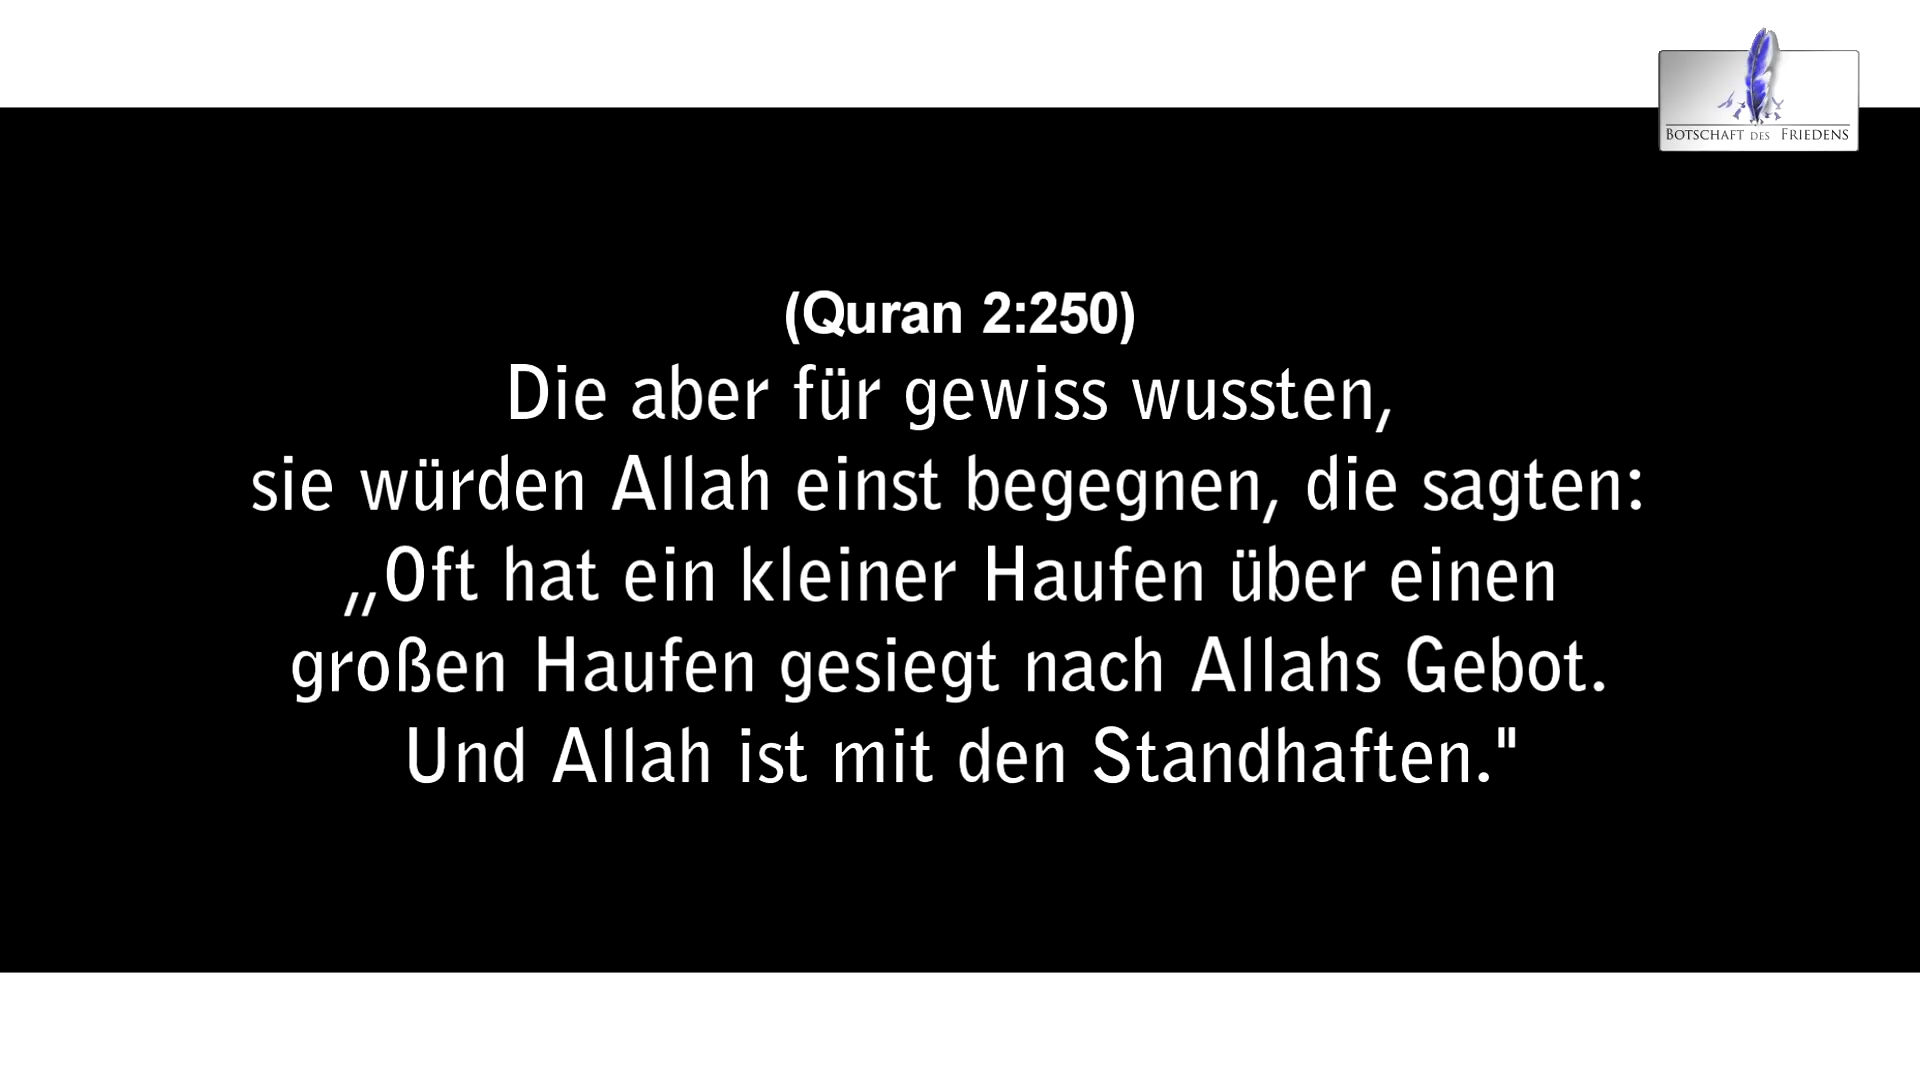 BOTSCHAFT DES FRIEDENS
(Quran 2:250)
Die aber für gewiss wussten,
sie würden Allah einst begegnen, die sagten:
,,Oft hat ein kleiner Haufen über einen
großen Haufen gesiegt nach Allahs Gebot.
Und Allah ist mit den Standhaften."